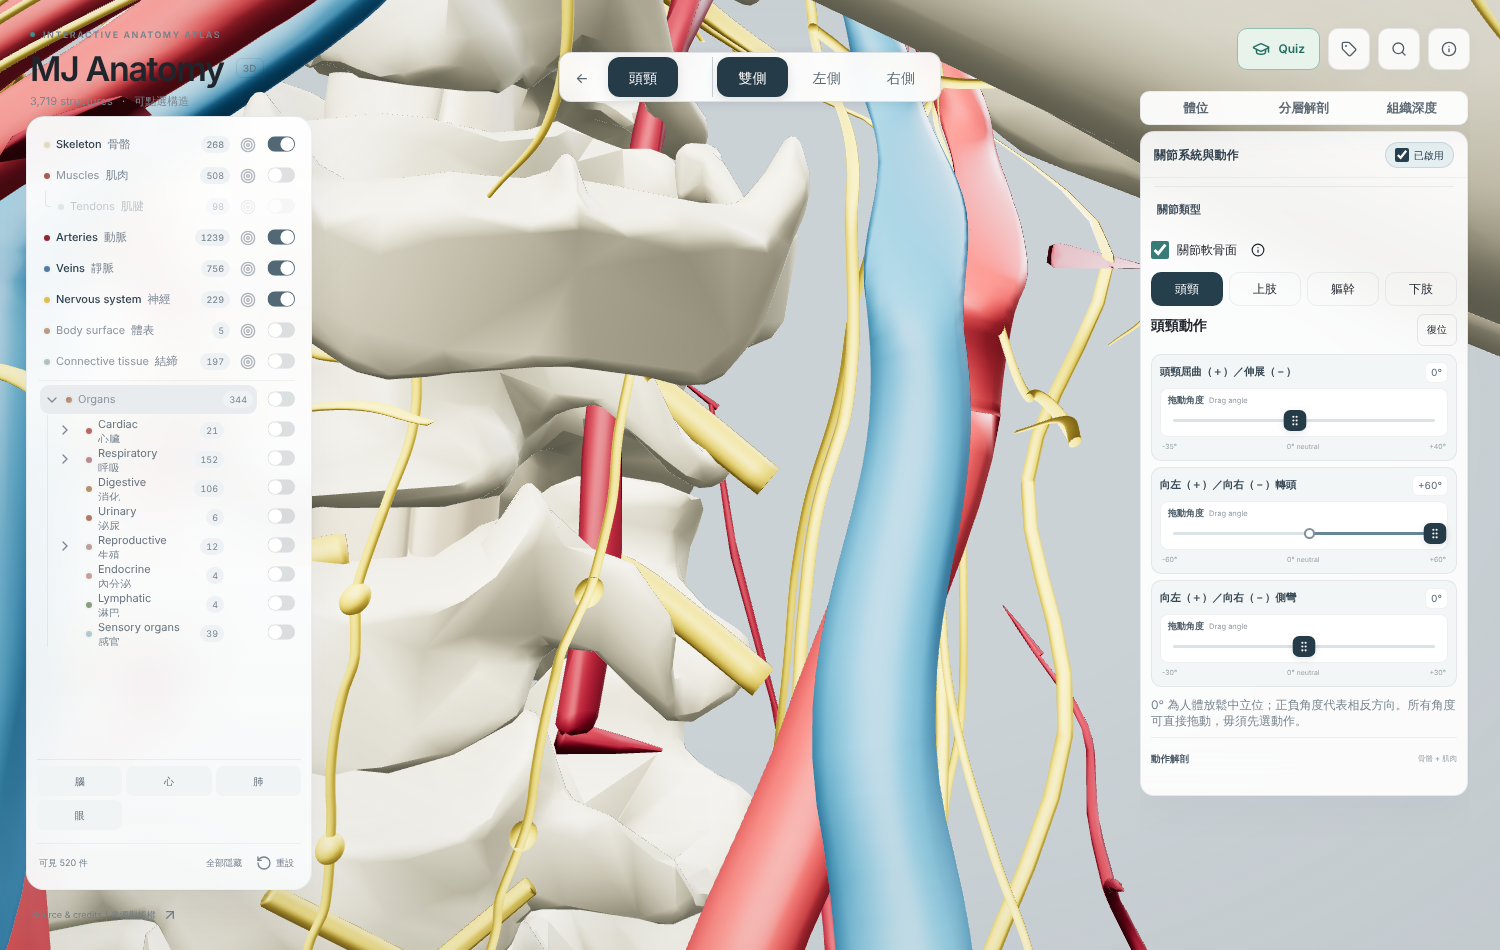 INTERACTIVE ANATOMY ATLAS
MJ Anatomy 3D
3,719 structures · 可點選構造
Skeleton 骨骼 268
Muscles 肌肉 508
Tendons 肌腱 98
Arteries 動脈 1239
Veins 靜脈 756
Nervous system 神經 229
Body surface 體表 5
Connective tissue 結締 197
Organs 344
Cardiac 21
心臟
Respiratory 152
呼吸
Digestive 106
消化
Urinary 6
泌尿
Reproductive 12
生殖
Endocrine 4
內分泌
Lymphatic 4
淋巴
Sensory organs 39
感官
腦 心 肺
眼
可見 520 件 全部隱藏 重設
頭頸 雙側 左側 右側
Quiz
體位 分層解剖 組織深度
關節系統與動作 已啟用
關節類型
關節軟骨面
頭頸 上肢 軀幹 下肢
頭頸動作 復位
頭頸屈曲（＋）／伸展（－） 0°
拖動角度 Drag angle
-35° 0° neutral +40°
向左（＋）／向右（－）轉頭 +60°
拖動角度 Drag angle
-60° 0° neutral +60°
向左（＋）／向右（－）側彎 0°
拖動角度 Drag angle
-30° 0° neutral +30°
0° 為人體放鬆中立位；正負角度代表相反方向。所有角度
可直接拖動，毋須先選動作。
動作解剖 骨骼 + 肌肉